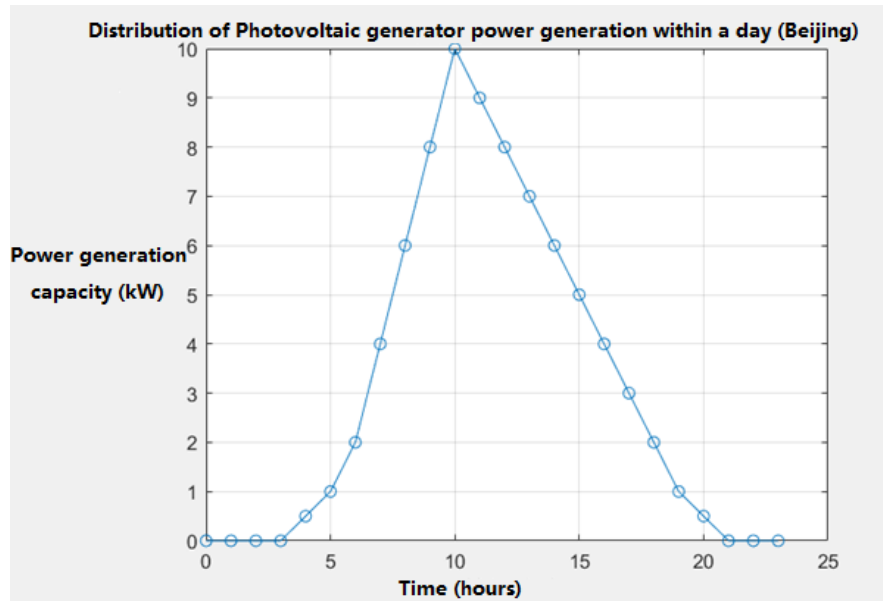 Distribution of Photovoltaic generator power generation within a day (Beijing)
10
9
8
7
Power generation
6
capacity (kW)
5
4
3
2
1
0
0 5 10 15 20 25
Time (hours)